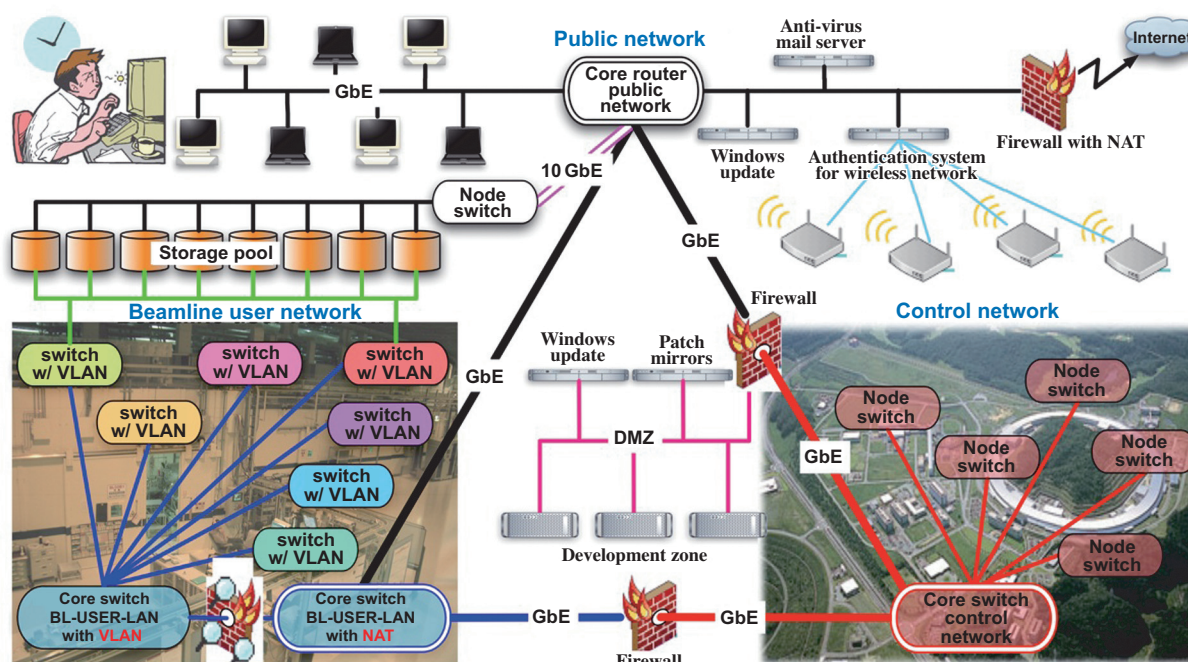 Public network
Anti-virus
mail server
Internet
GbE
Core router
public
network
Firewall with NAT
Windows
update
Authentication system
for wireless network
10 GbE
Node
switch
GbE
Storage pool
Beamline user network
Firewall
Control network
switch
w/ VLAN
switch
w/ VLAN
switch
w/ VLAN
switch
w/ VLAN
switch
w/ VLAN
switch
w/ VLAN
switch
w/ VLAN
GbE
Windows
update
Patch
mirrors
DMZ
Development zone
GbE
Node
switch
Node
switch
Node
switch
Node
switch
Node
switch
Core switch
BL-USER-LAN
with VLAN
Core switch
BL-USER-LAN
with NAT
GbE
Firewall
GbE
Core switch
control
network